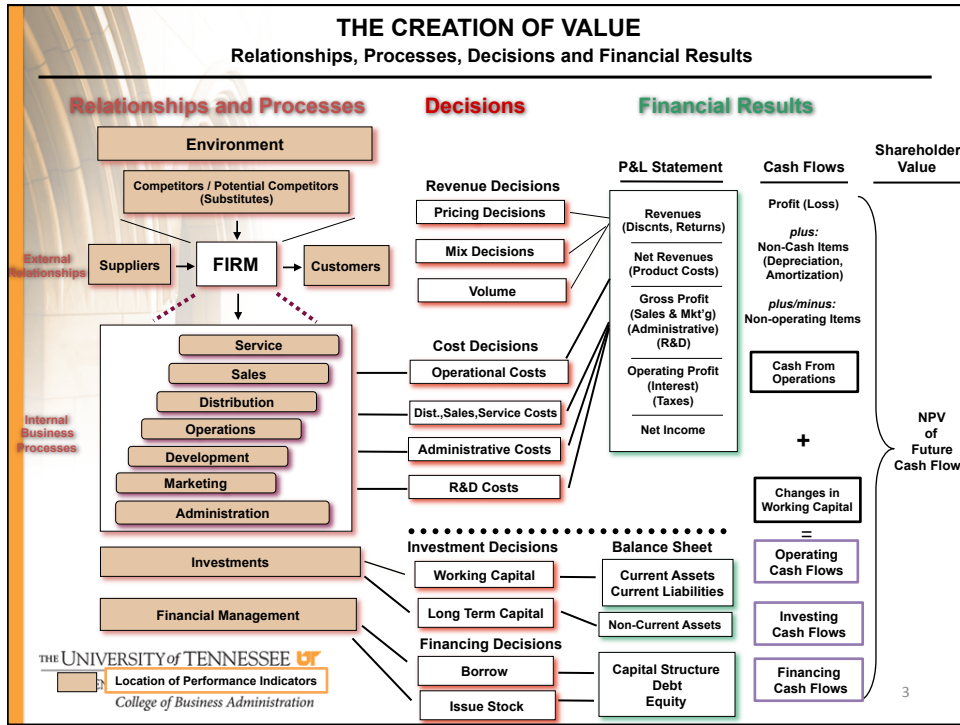 THE CREATION OF VALUE
Relationships, Processes, Decisions and Financial Results
Relationships and Processes
Decisions
Financial Results
Environment
Competitors / Potential Competitors
(Substitutes)
External
Relationships
Suppliers
FIRM
Customers
Service
Sales
Distribution
Operations
Development
Marketing
Administration
Internal
Business
Processes
Investments
Financial Management
Revenue Decisions
Pricing Decisions
Mix Decisions
Volume
Cost Decisions
Operational Costs
Dist.,Sales,Service Costs
Administrative Costs
R&D Costs
Investment Decisions
Working Capital
Long Term Capital
Financing Decisions
Borrow
Issue Stock
P&L Statement
Revenues
(Discnts, Returns)
Net Revenues
(Product Costs)
Gross Profit
(Sales & Mkt'g)
(Administrative)
(R&D)
Operating Profit
(Interest)
(Taxes)
Net Income
Balance Sheet
Current Assets
Current Liabilities
Non-Current Assets
Capital Structure
Debt
Equity
Cash Flows
Profit (Loss)
plus:
Non-Cash Items
(Depreciation,
Amortization)
plus/minus:
Non-operating Items
Cash From
Operations
+
Changes in
Working Capital
=
Operating
Cash Flows
Investing
Cash Flows
Financing
Cash Flows
Shareholder
Value
NPV
of
Future
Cash Flow
THE UNIVERSITY of TENNESSEE UT
Location of Performance Indicators
College of Business Administration
3